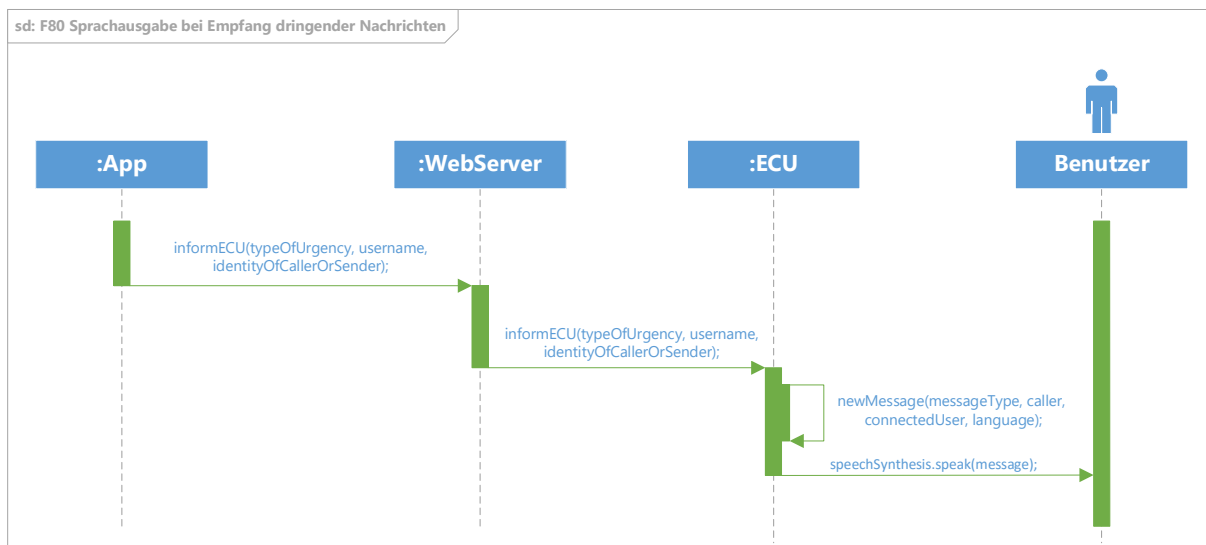 sd: F80 Sprachausgabe bei Empfang dringender Nachrichten
:App
:WebServer
:ECU
Benutzer
informECU(typeOfUrgency, username,
identityOfCallerOrSender);
informECU(typeOfUrgency, username,
identityOfCallerOrSender);
newMessage(messageType, caller,
connectedUser, language);
speechSynthesis.speak(message);